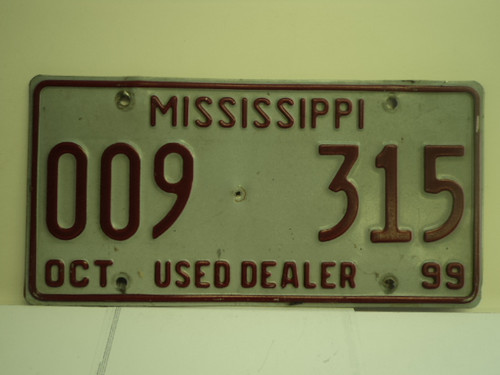 MISSISSIPPI
009 315
OCT USED DEALER 99